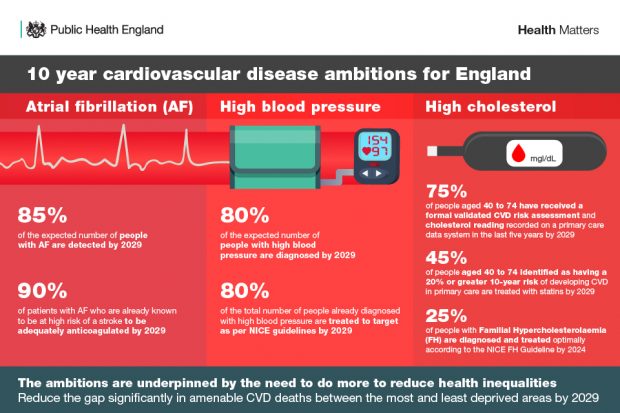 Public Health England
Health Matters
10 year cardiovascular disease ambitions for England
Atrial fibrillation (AF)
85%
of the expected number of people
with AF are detected by 2029
90%
of patients with AF who are already known
to be at high risk of a stroke to be
adequately anticoagulated by 2029
High blood pressure
154
97
80%
of the expected number of
people with high blood
pressure are diagnosed by 2029
80%
of the total number of people already diagnosed
with high blood pressure are treated to target
as per NICE guidelines by 2029
High cholesterol
mgl/dL
75%
of people aged 40 to 74 have received a
formal validated CVD risk assessment and
cholesterol reading recorded on a primary care
data system in the last five years by 2029
45%
of people aged 40 to 74 identified as having a
20% or greater 10-year risk of developing CVD
in primary care are treated with statins by 2029
25%
of people with Familial Hypercholesterolaemia
(FH) are diagnosed and treated optimally
according to the NICE FH Guideline by 2024
The ambitions are underpinned by the need to do more to reduce health inequalities
Reduce the gap significantly in amenable CVD deaths between the most and least deprived areas by 2029